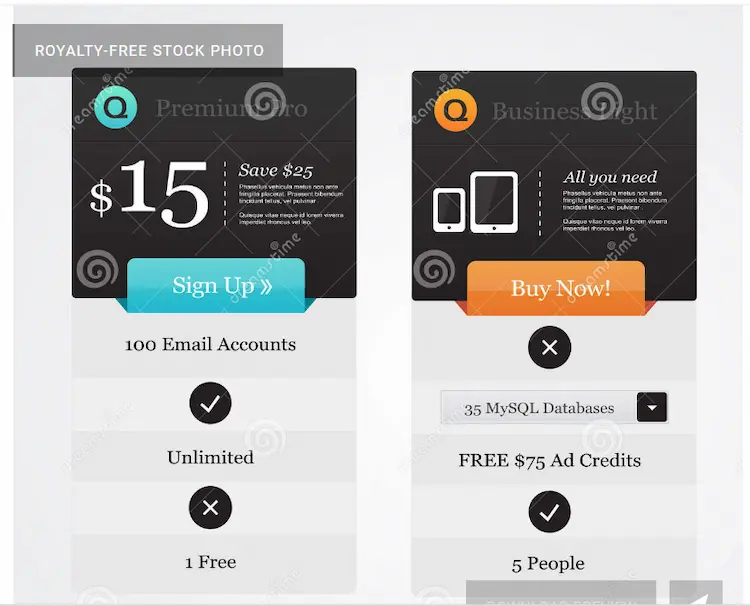 ROYALTY-FREE STOCK PHOTO
Q Premium Pro
$15
Save $25
Phasellus vehicula metus non ante
fringilla placerat. Praesent bibendum
tincidunt tellus, vel pulvinar
Quisque vitae neque id lorem viverra
imperdiet rhoncus vel leo.
Sign Up »
100 Email Accounts
Unlimited
1 Free
Q Business Light
All you need
Phasellus vehicula metus non ante
fringilla placerat. Praesent bibendum
tincidunt tellus, vel pulvinar
Quisque vitae neque id lorem viverra
imperdiet rhoncus vel leo.
Buy Now!
35 MySQL Databases
FREE $75 Ad Credits
5 People
dreamstime